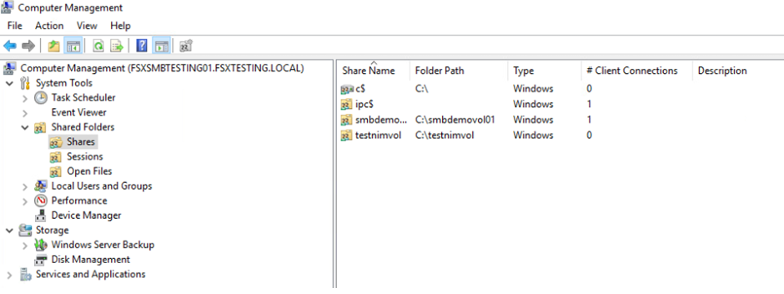 Computer Management
File Action View Help
Computer Management (FSXSMBTESTING01.FSXTESTING.LOCAL)
System Tools
Task Scheduler
Event Viewer
Shared Folders
Shares
Sessions
Open Files
Local Users and Groups
Performance
Device Manager
Storage
Windows Server Backup
Disk Management
Services and Applications
Share Name Folder Path Type # Client Connections Description
c$ C:\ Windows 0
ipc$ Windows 1
smbdemo... C:\smbdemovol01 Windows 1
testnimvol C:\testnimvol Windows 0